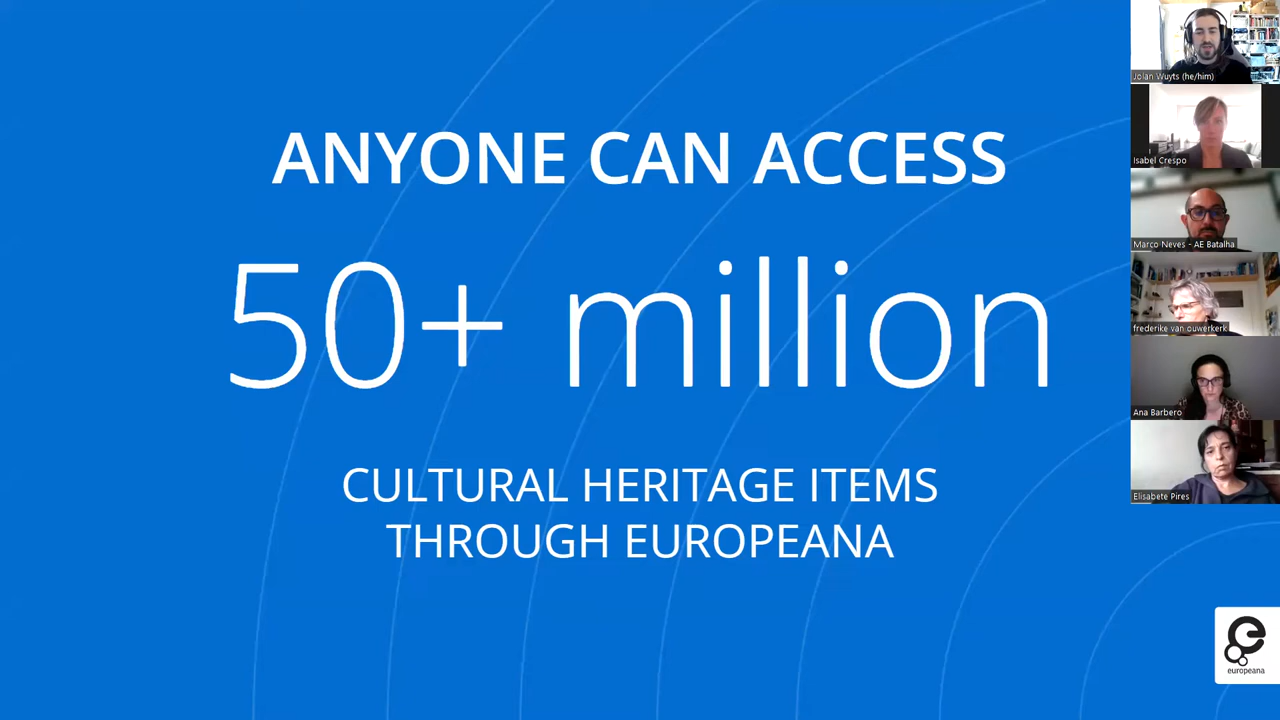 ANYONE CAN ACCESS
50+ million
CULTURAL HERITAGE ITEMS
THROUGH EUROPEANA
Jolan Wuyts (he/him)
Isabel Crespo
Marco Neves - AE Batalha
frederike van ouwerkerk
Ana Barbero
Elisabete Pires
europeana